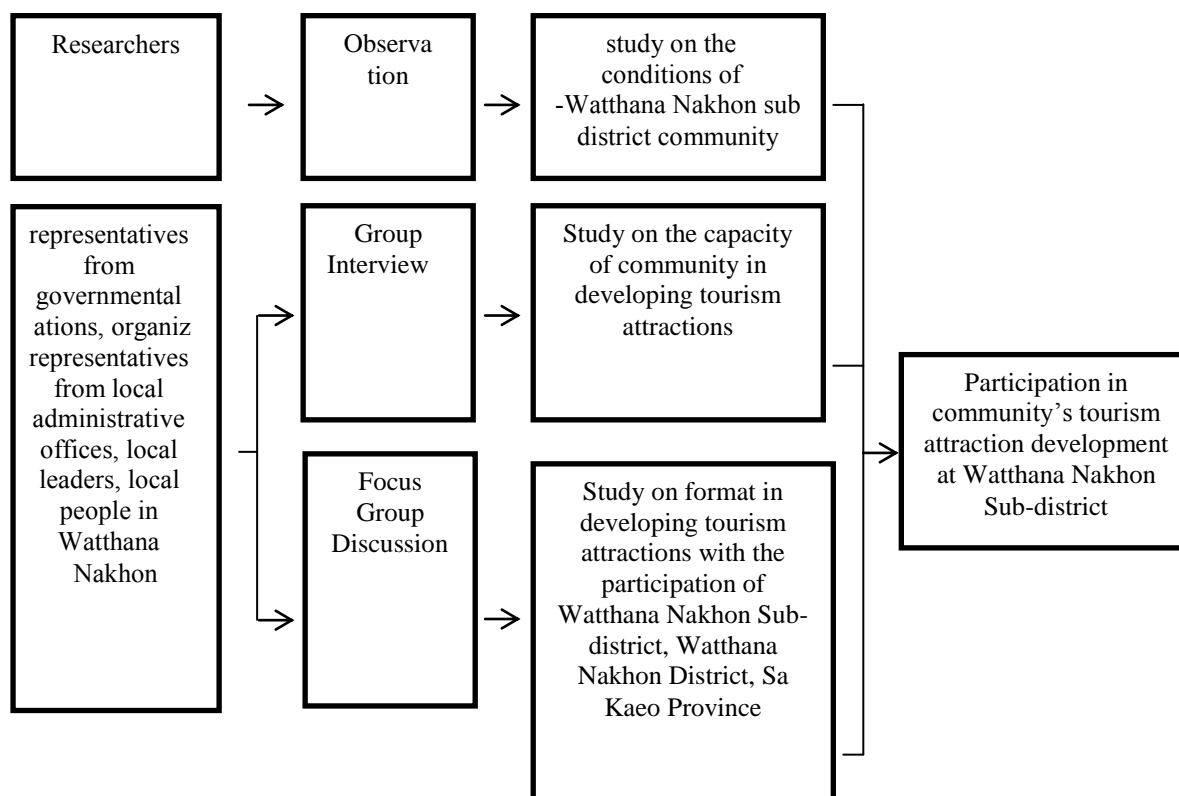 Researchers
Observa
tion
study on the
conditions of
-Watthana Nakhon sub
district community
representatives
from
governmental
ations, organiz
representatives
from local
administrative
offices, local
leaders, local
people in
Watthana
Nakhon
Group
Interview
Study on the capacity
of community in
developing tourism
attractions
Focus
Group
Discussion
Study on format in
developing tourism
attractions with the
participation of
Watthana Nakhon Sub-
district, Watthana
Nakhon District, Sa
Kaeo Province
Participation in
community’s tourism
attraction development
at Watthana Nakhon
Sub-district